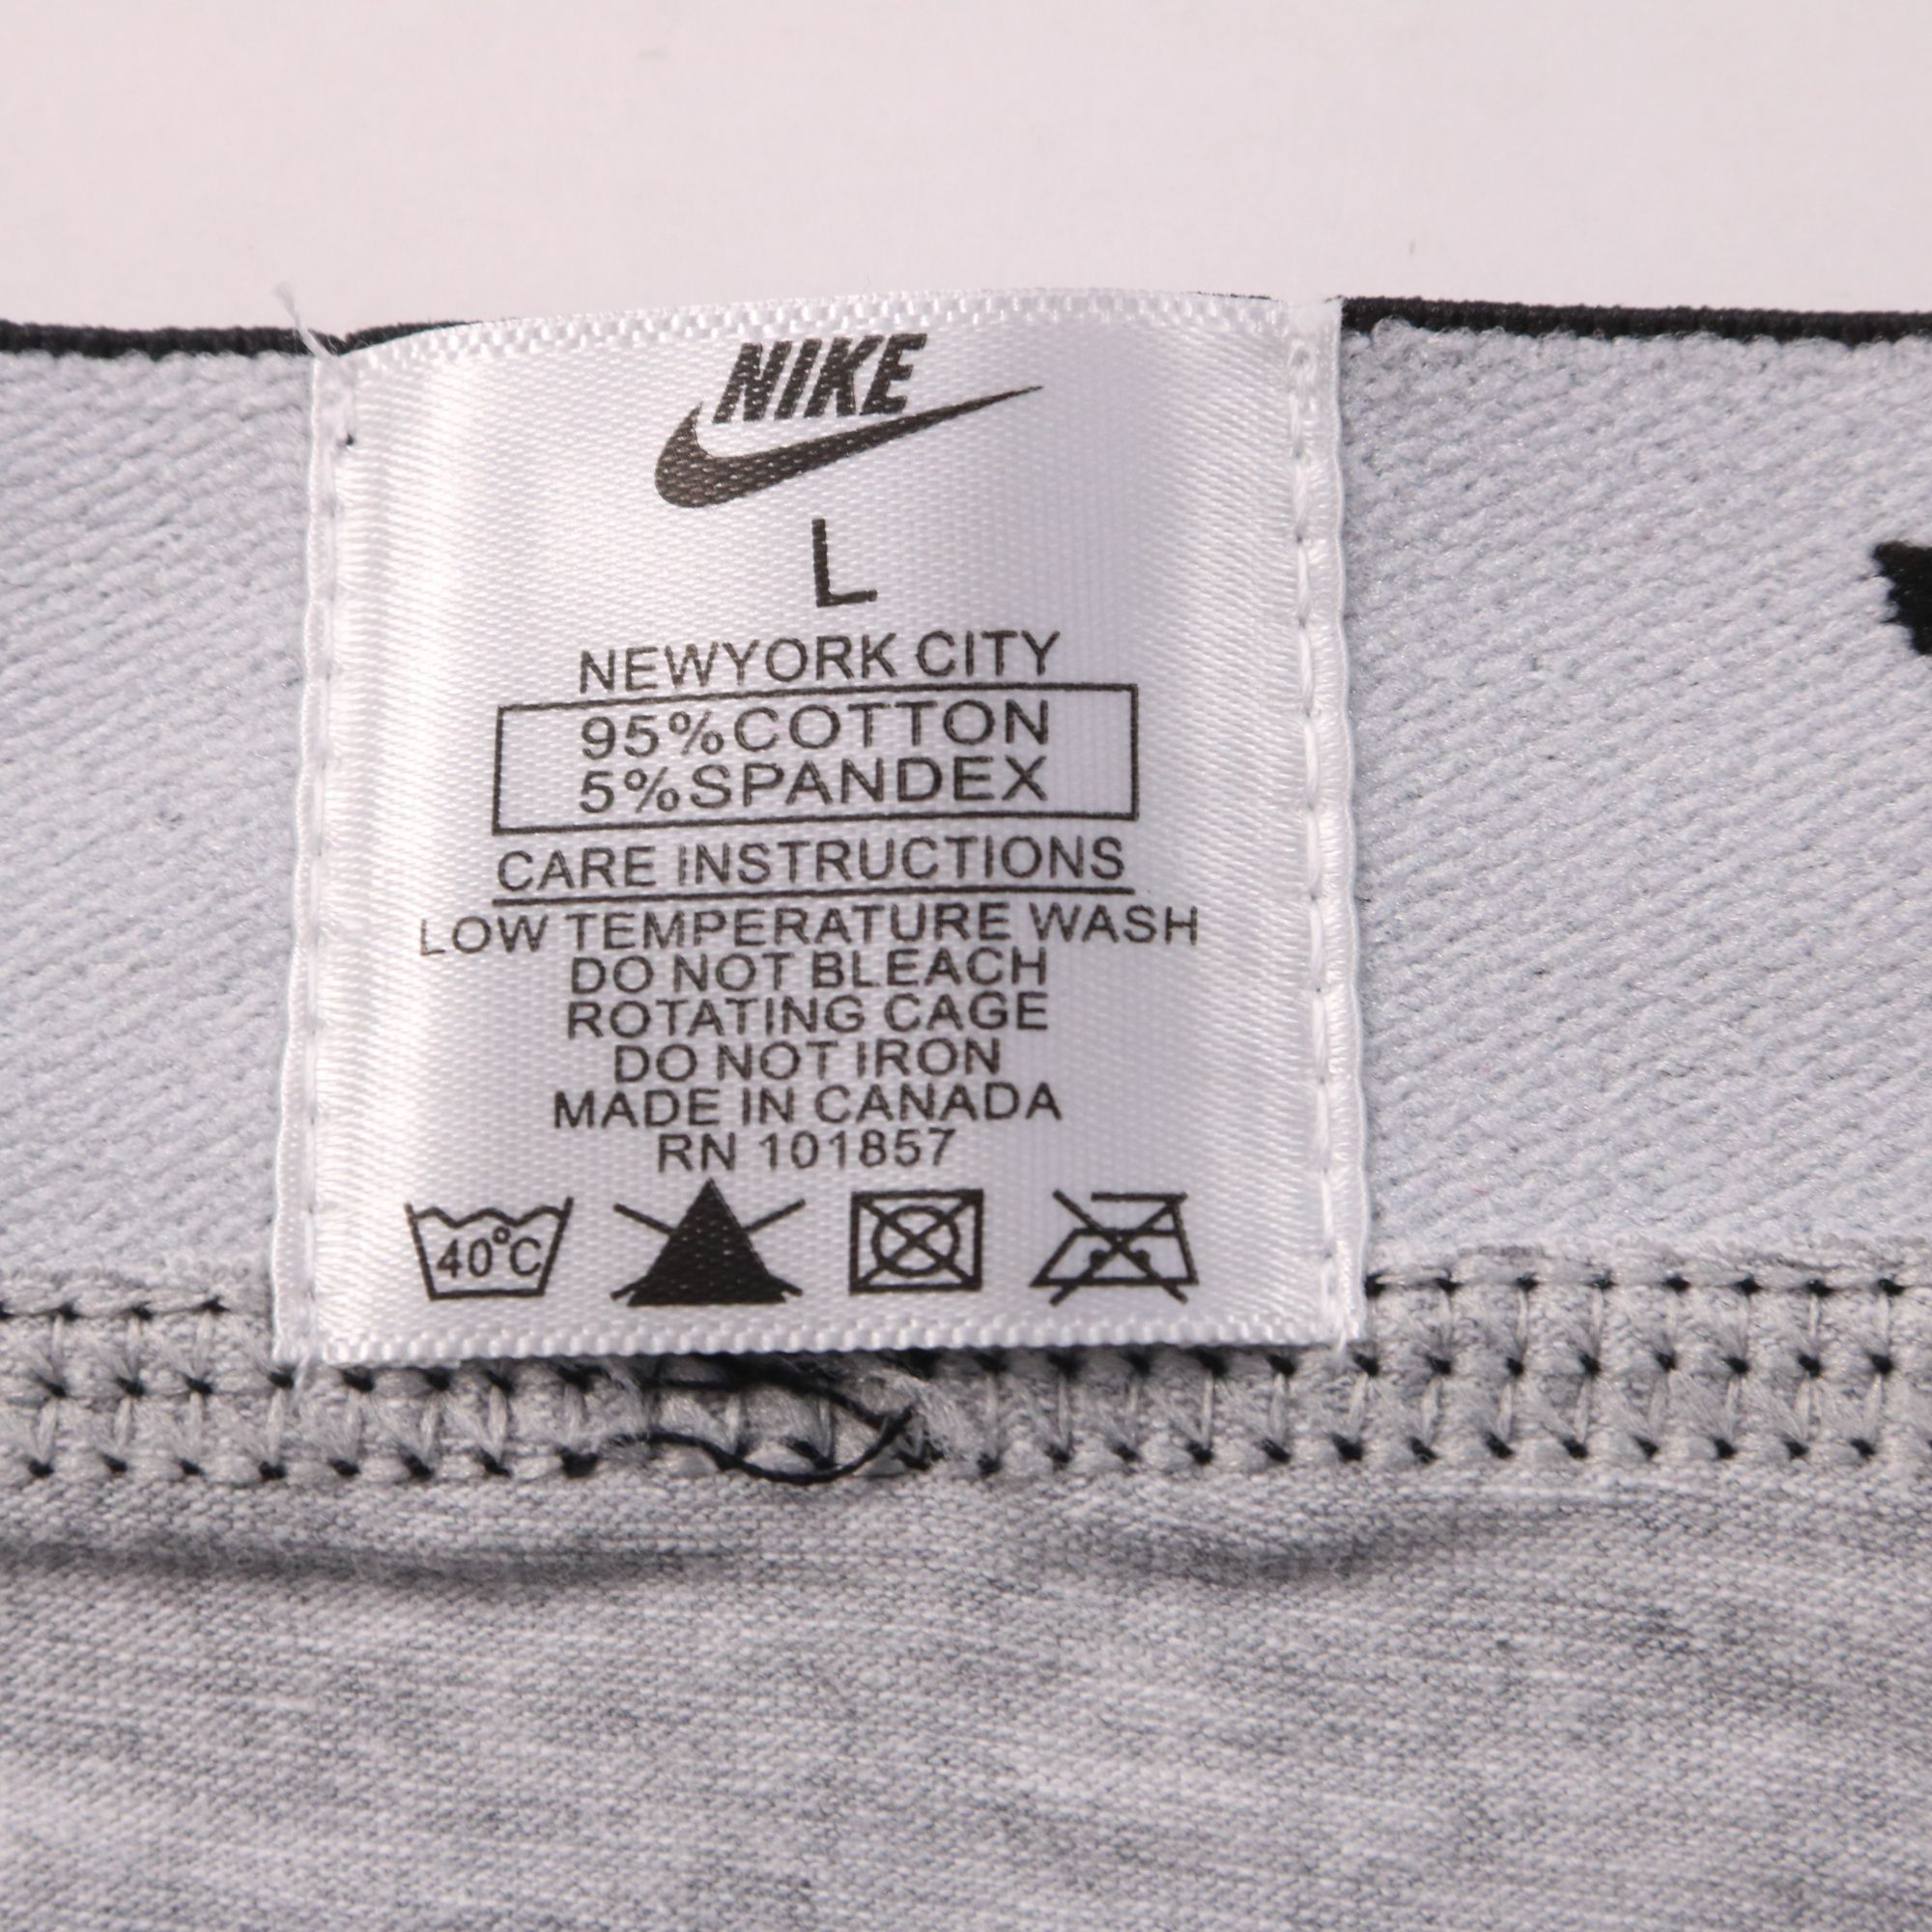 NIKE
L
NEWYORK CITY
95%COTTON
5%SPANDEX
CARE INSTRUCTIONS
LOW TEMPERATURE WASH
DO NOT BLEACH
ROTATING CAGE
DO NOT IRON
MADE IN CANADA
RN 101857
40°C